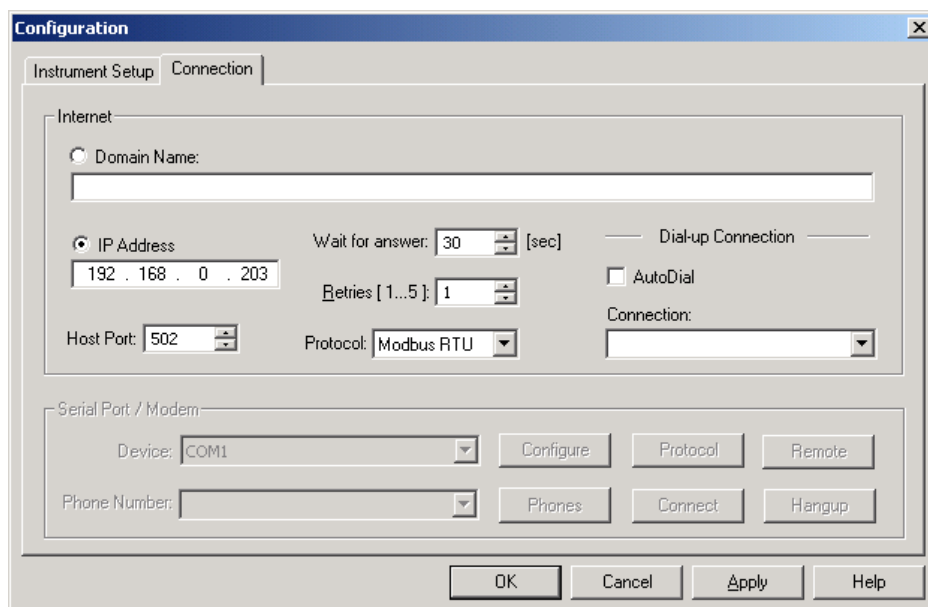 Configuration
Instrument Setup Connection
Internet
Domain Name:
IP Address Wait for answer: 30 [sec] Dial-up Connection
192 . 168 . 0 . 203 Retries [ 1...5 ]: 1 AutoDial
Connection:
Host Port: 502 Protocol: Modbus RTU
Serial Port / Modem
Device: COM1 Configure Protocol Remote
Phone Number: Phones Connect Hangup
OK Cancel Apply Help